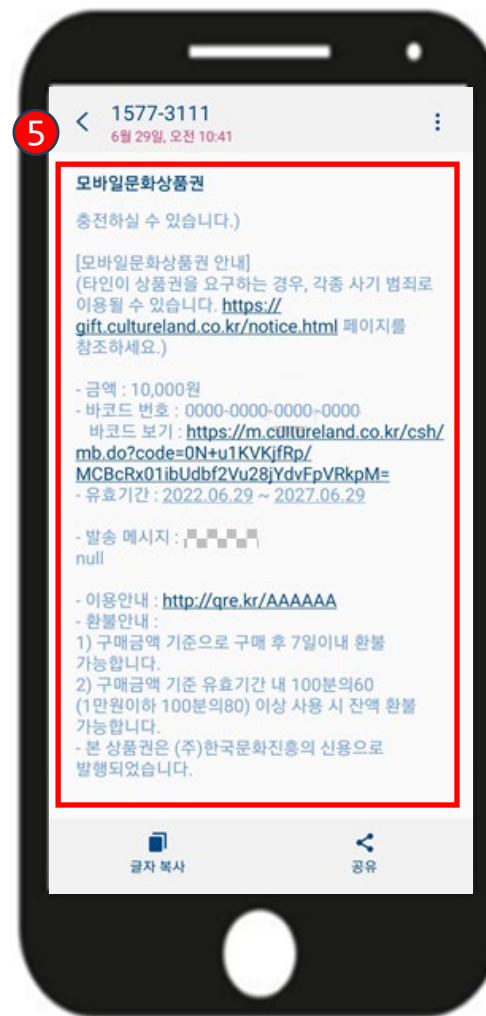 5
1577-3111
6월 29일, 오전 10:41
모바일문화상품권
충전하실 수 있습니다.)
[모바일문화상품권 안내]
(타인이 상품권을 요구하는 경우, 각종 사기 범죄로
이용될 수 있습니다. https://
gift.cultureland.co.kr/notice.html 페이지를
참조하세요.)
- 금액 : 10,000원
- 바코드 번호 : 0000-0000-0000-0000
바코드 보기 : https://m.cultureland.co.kr/csh/
mb.do?code=0N+u1KVKjfRp/
MCBcRx01ibUdbf2Vu28jYdvFpVRkpM=
- 유효기간 : 2022.06.29 ~ 2027.06.29
- 발송 메시지 :
null
- 이용안내 : http://qre.kr/AAAAAA
- 환불안내 :
1) 구매금액 기준으로 구매 후 7일이내 환불
가능합니다.
2) 구매금액 기준 유효기간 내 100분의60
(1만원이하 100분의80) 이상 사용 시 잔액 환불
가능합니다.
- 본 상품권은 (주)한국문화진흥의 신용으로
발행되었습니다.
글자 복사
공유